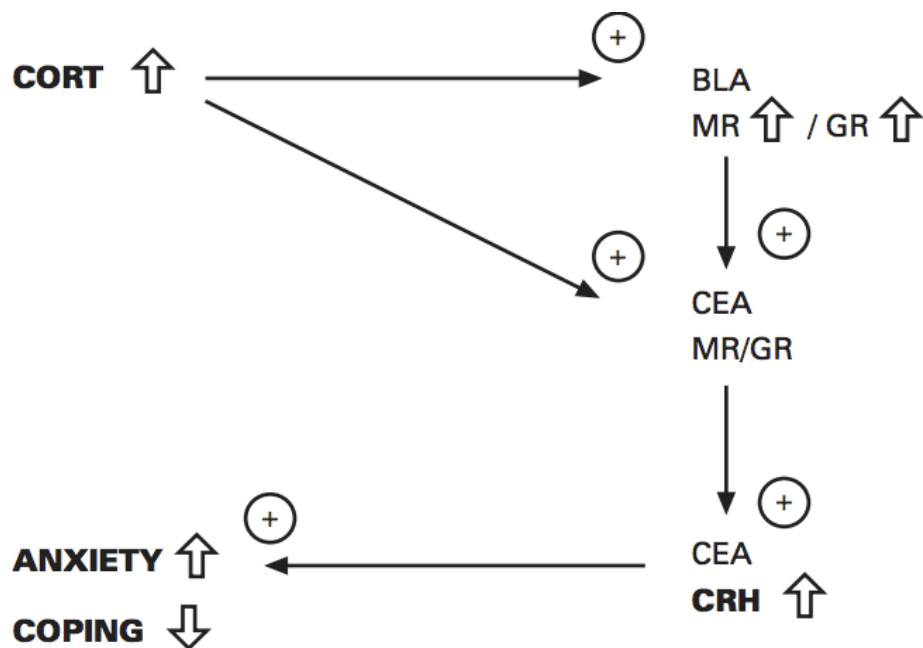 +
CORT
BLA
MR / GR
+
+
CEA
MR/GR
+
+
CEA
ANXIETY
CRH
COPING